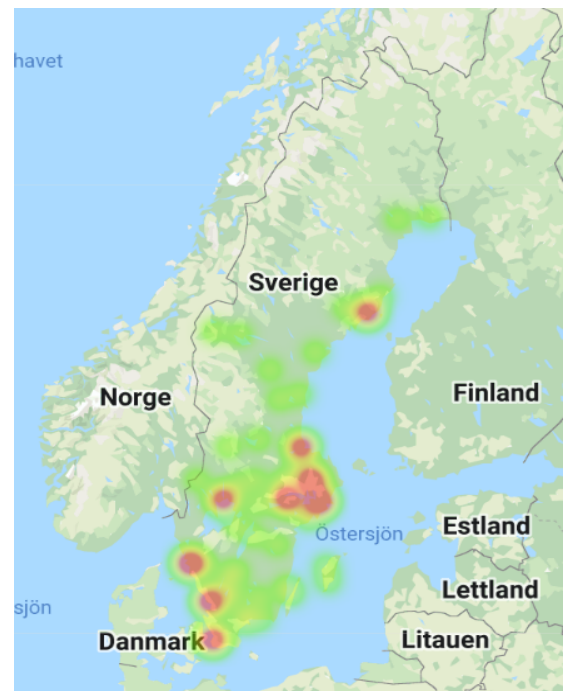 havet
Sverige
Norge
Finland
Estland
Östersjön
Lettland
sjön
Danmark
Litauen